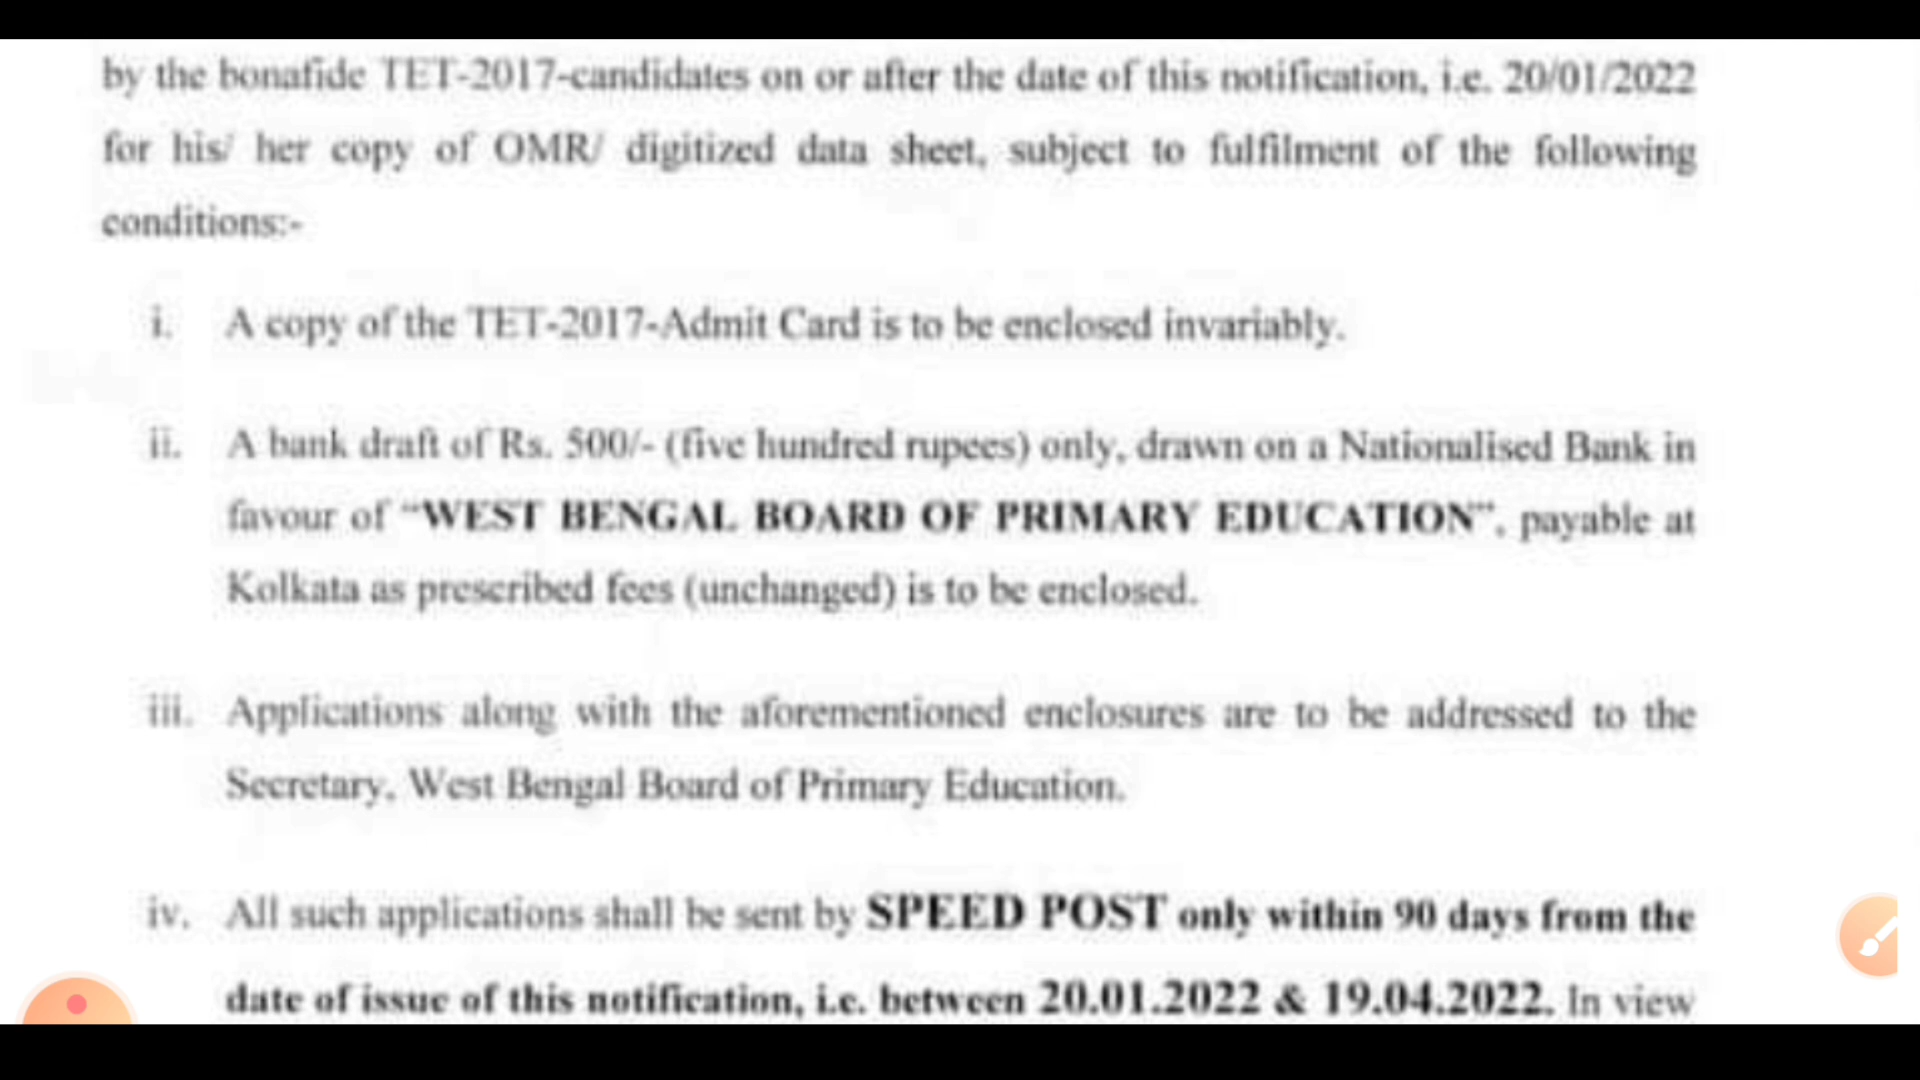 by the bonafide TET-2017-candidates on or after the date of this notification, i.e. 20/01/2022
for his/ her copy of OMR/ digitized data sheet, subject to fulfilment of the following
conditions:-
i. A copy of the TET-2017-Admit Card is to be enclosed invariably.
ii. A bank draft of Rs. 500/- (five hundred rupees) only, drawn on a Nationalised Bank in
favour of "WEST BENGAL BOARD OF PRIMARY EDUCATION", payable at
Kolkata as prescribed fees (unchanged) is to be enclosed.
iii. Applications along with the aforementioned enclosures are to be addressed to the
Secretary, West Bengal Board of Primary Education.
iv. All such applications shall be sent by SPEED POST only within 90 days from the
date of issue of this notification, i.e. between 20.01.2022 & 19.04.2022. In view